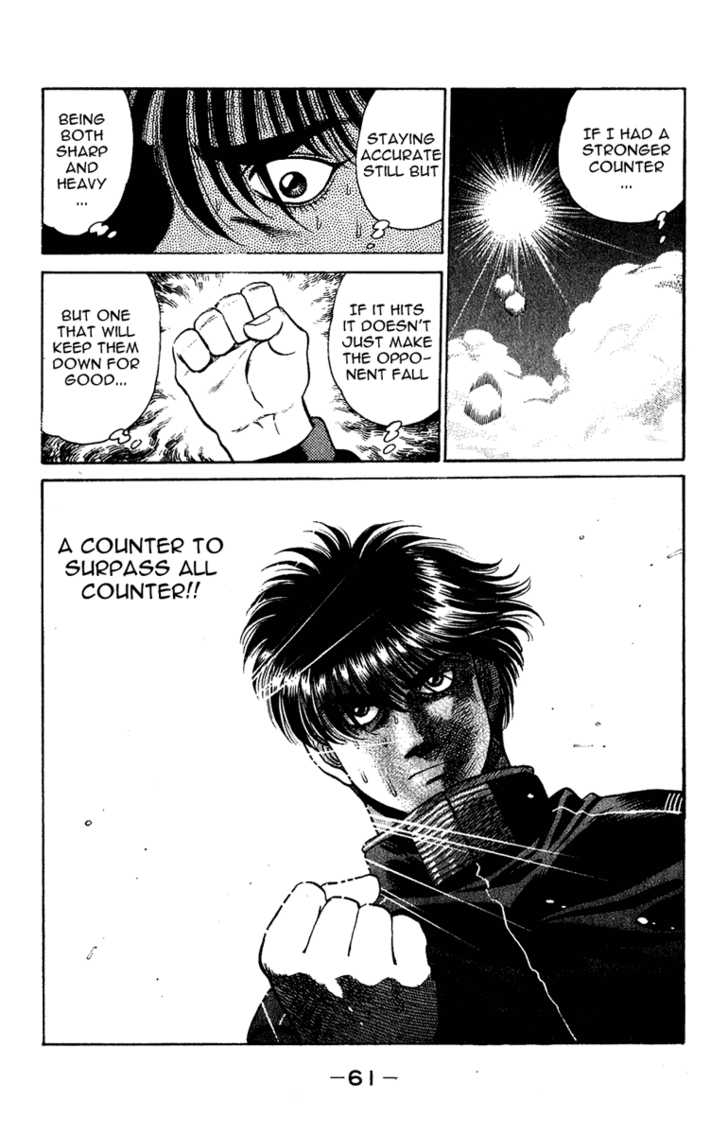 IF I HAD A
STRONGER
COUNTER
...
STAYING
ACCURATE
STILL BUT
BEING
BOTH
SHARP
AND
HEAVY
...
IF IT HITS
IT DOESN'T
JUST MAKE
THE OPPO-
NENT FALL
BUT ONE
THAT WILL
KEEP THEM
DOWN FOR
GOOD...
A COUNTER TO
SURPASS ALL
COUNTER!!
-61-